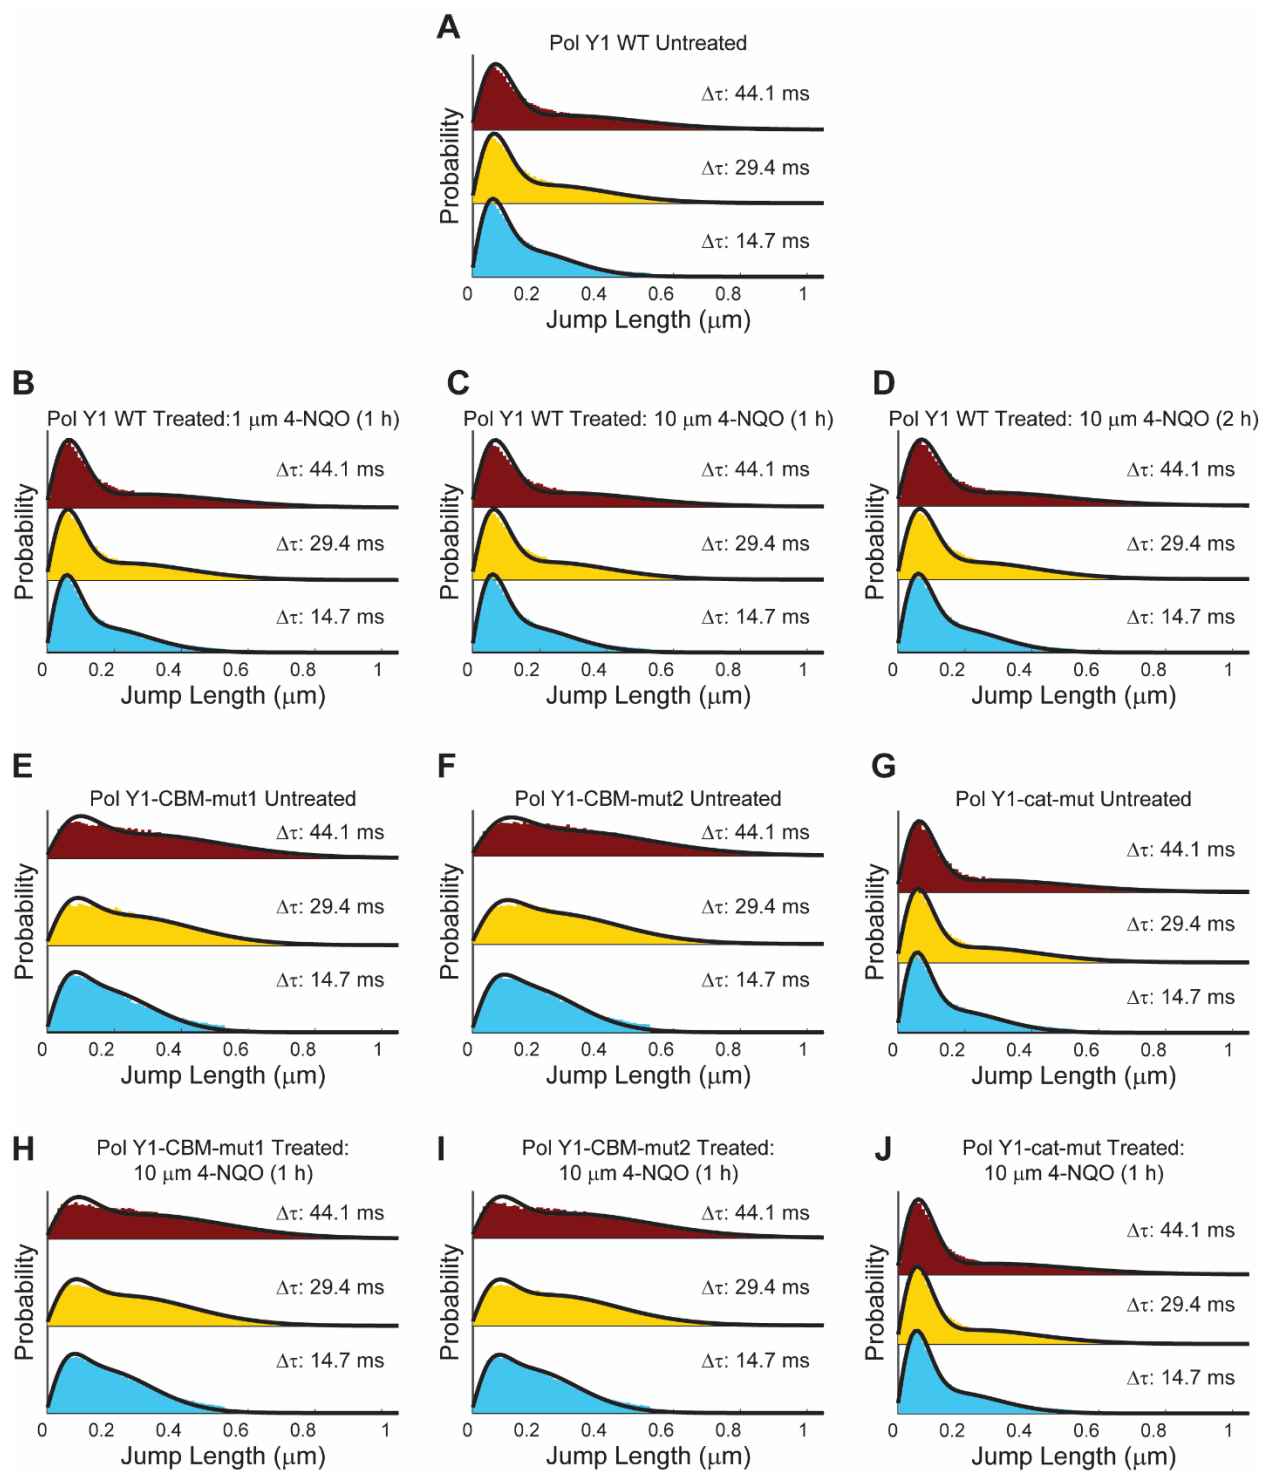 A
Pol Y1 WT Untreated
Δτ: 44.1 ms
Δτ: 29.4 ms
Δτ: 14.7 ms
Probability
0 0.2 0.4 0.6 0.8 1
Jump Length (μm)
B
Pol Y1 WT Treated:1 μm 4-NQO (1 h)
Δτ: 44.1 ms
Δτ: 29.4 ms
Δτ: 14.7 ms
Probability
0 0.2 0.4 0.6 0.8 1
Jump Length (μm)
C
Pol Y1 WT Treated: 10 μm 4-NQO (1 h)
Δτ: 44.1 ms
Δτ: 29.4 ms
Δτ: 14.7 ms
Probability
0 0.2 0.4 0.6 0.8 1
Jump Length (μm)
D
Pol Y1 WT Treated: 10 μm 4-NQO (2 h)
Δτ: 44.1 ms
Δτ: 29.4 ms
Δτ: 14.7 ms
Probability
0 0.2 0.4 0.6 0.8 1
Jump Length (μm)
E
Pol Y1-CBM-mut1 Untreated
Δτ: 44.1 ms
Δτ: 29.4 ms
Δτ: 14.7 ms
Probability
0 0.2 0.4 0.6 0.8 1
Jump Length (μm)
F
Pol Y1-CBM-mut2 Untreated
Δτ: 44.1 ms
Δτ: 29.4 ms
Δτ: 14.7 ms
Probability
0 0.2 0.4 0.6 0.8 1
Jump Length (μm)
G
Pol Y1-cat-mut Untreated
Δτ: 44.1 ms
Δτ: 29.4 ms
Δτ: 14.7 ms
Probability
0 0.2 0.4 0.6 0.8 1
Jump Length (μm)
H
Pol Y1-CBM-mut1 Treated:
10 μm 4-NQO (1 h)
Δτ: 44.1 ms
Δτ: 29.4 ms
Δτ: 14.7 ms
Probability
0 0.2 0.4 0.6 0.8 1
Jump Length (μm)
I
Pol Y1-CBM-mut2 Treated:
10 μm 4-NQO (1 h)
Δτ: 44.1 ms
Δτ: 29.4 ms
Δτ: 14.7 ms
Probability
0 0.2 0.4 0.6 0.8 1
Jump Length (μm)
J
Pol Y1-cat-mut Treated:
10 μm 4-NQO (1 h)
Δτ: 44.1 ms
Δτ: 29.4 ms
Δτ: 14.7 ms
Probability
0 0.2 0.4 0.6 0.8 1
Jump Length (μm)